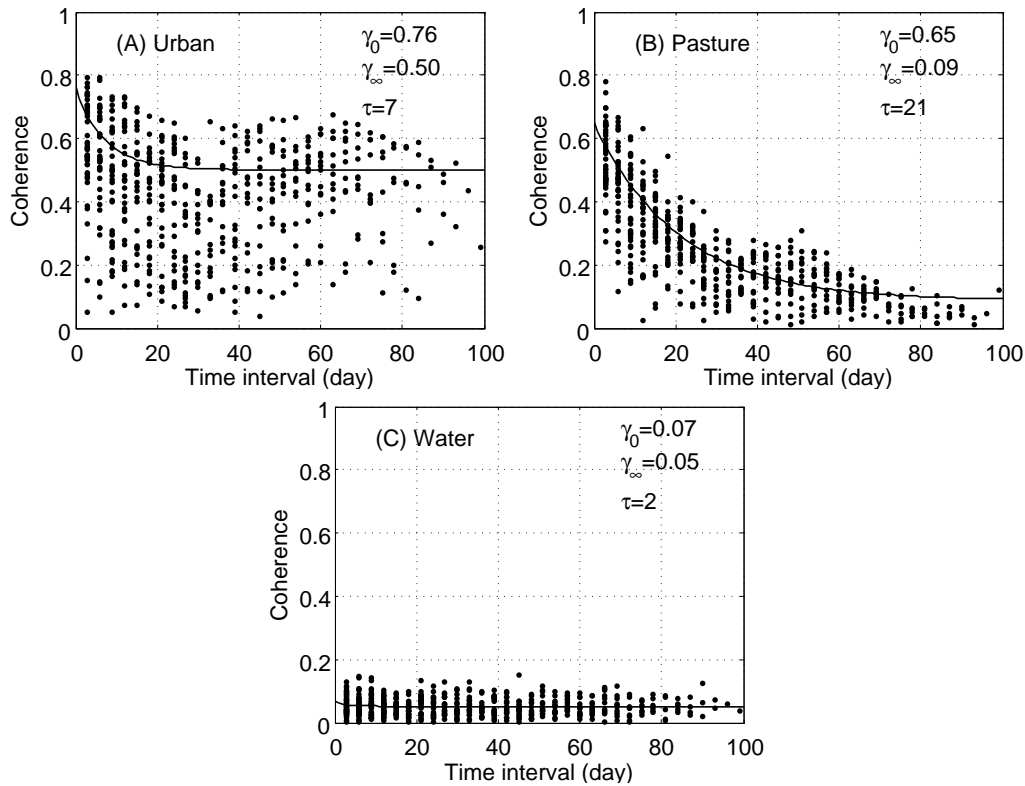 1
0.8
0.6
0.4
0.2
0
Coherence
(A) Urban
γ0=0.76
γ∞=0.50
τ=7
0 20 40 60 80 100
Time interval (day)
1
0.8
0.6
0.4
0.2
0
Coherence
(B) Pasture
γ0=0.65
γ∞=0.09
τ=21
0 20 40 60 80 100
Time interval (day)
1
0.8
0.6
0.4
0.2
0
Coherence
(C) Water
γ0=0.07
γ∞=0.05
τ=2
0 20 40 60 80 100
Time interval (day)